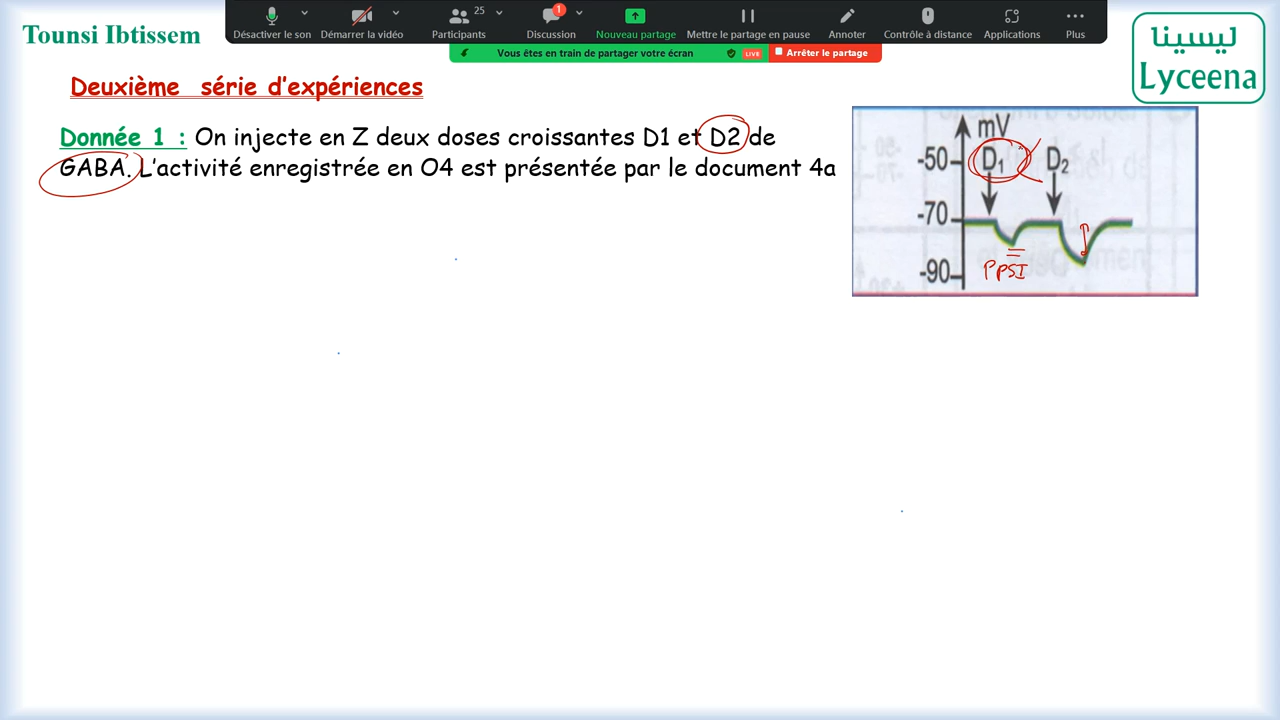 Tounsi Ibtissem
25
1
Désactiver le son
Démarrer la vidéo
Participants
Discussion
Nouveau partage
Mettre le partage en pause
Annoter
Contrôle à distance
Applications
Plus
Vous êtes en train de partager votre écran
LIVE
Arrêter le partage
ليسينا
Lyceena
Deuxième série d'expériences
Donnée 1 : On injecte en Z deux doses croissantes D1 et D2 de
GABA. L'activité enregistrée en O4 est présentée par le document 4a
mV
-50
D1
D2
-70
-90
PPSI